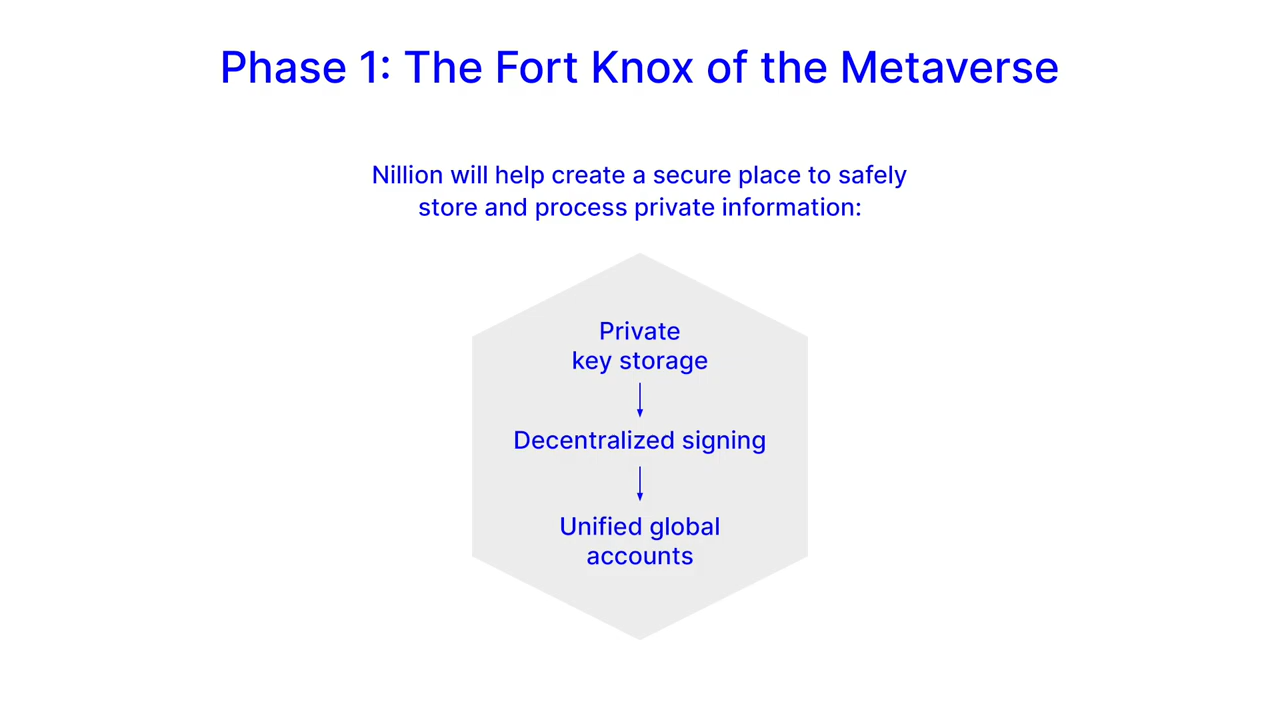 Phase 1: The Fort Knox of the Metaverse
Nillion will help create a secure place to safely
store and process private information:
Private
key storage
Decentralized signing
Unified global
accounts